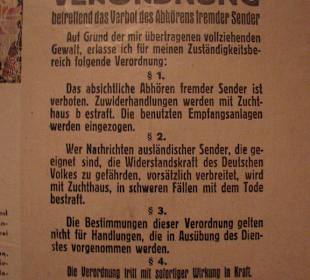 VERORDNUNG
betreffend das Verbot des Abhörens fremder Sender
Auf Grund der mir übertragenen vollziehenden
Gewalt, erlasse ich für meinen Zuständigkeitsbe-
reich folgende Verordnung:
§ 1.
Das absichtliche Abhören fremder Sender ist
verboten. Zuwiderhandlungen werden mit Zucht-
haus b estraft. Die benutzten Empfangsanlagen
werden eingezogen.
§ 2.
Wer Nachrichten ausländischer Sender, die ge-
eignet sind, die Widerstandskraft des Deutschen
Volkes zu gefährden, vorsätzlich verbreitet, wird
mit Zuchthaus, in schweren Fällen mit dem Tode
bestraft.
§ 3.
Die Bestimmungen dieser Verordnung gelten
nicht für Handlungen, die in Ausübung des Dien-
stes vorgenommen werden.
§ 4.
Die Verordnung tritt mit sofortiger Wirkung in Kraft.